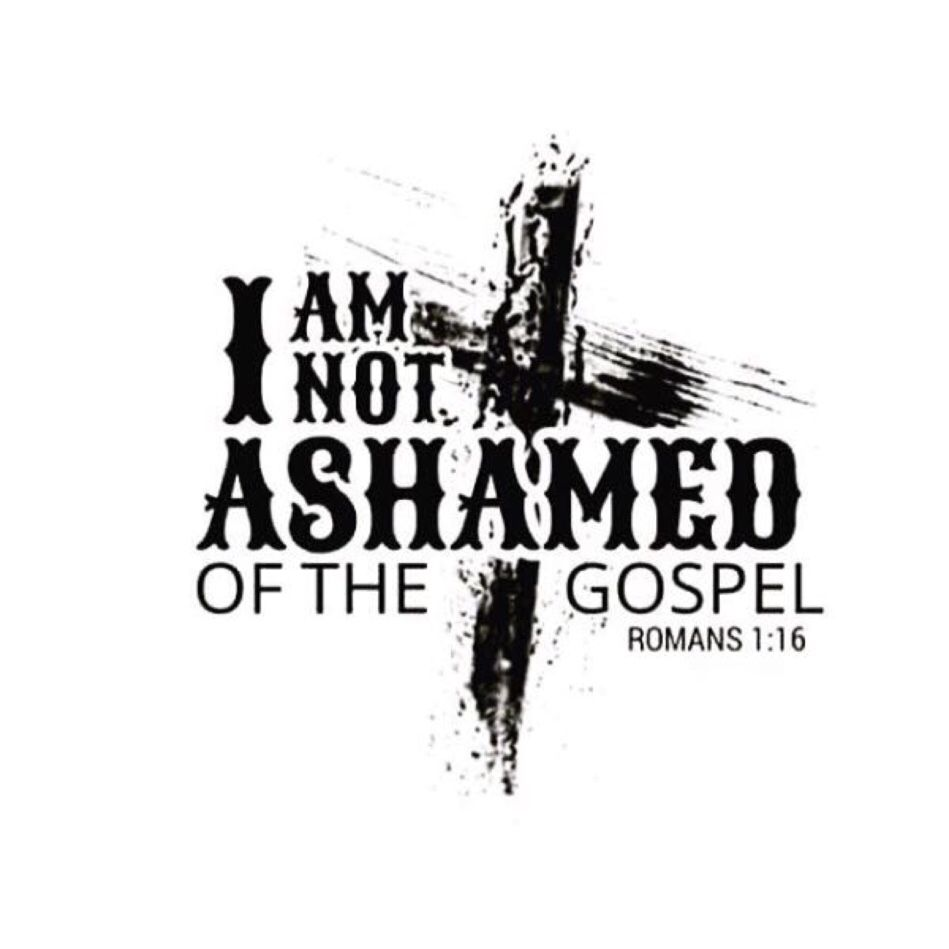 I AM
NOT
ASHAMED
OF THE GOSPEL
ROMANS 1:16